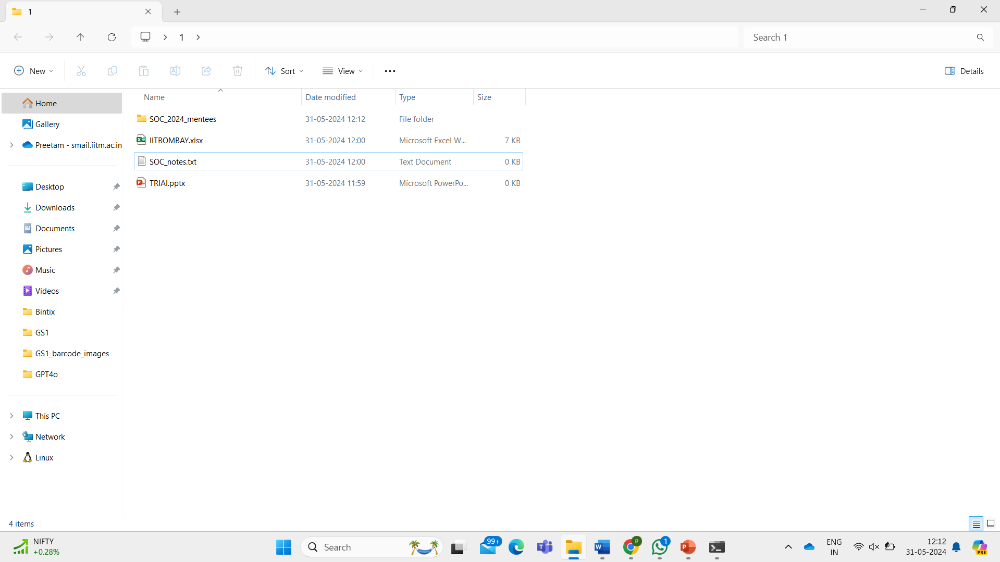 1
1
Search 1
New
Sort
View
Details
Name
Date modified
Type
Size
Home
Gallery
Preetam - smail.iitm.ac.in
SOC_2024_mentees 31-05-2024 12:12 File folder
IITBOMBAY.xlsx 31-05-2024 12:00 Microsoft Excel W... 7 KB
SOC_notes.txt 31-05-2024 12:00 Text Document 0 KB
TRIAl.pptx 31-05-2024 11:59 Microsoft PowerPo... 0 KB
Desktop
Downloads
Documents
Pictures
Music
Videos
Bintix
GS1
GS1_barcode_images
GPT4o
This PC
Network
Linux
4 items
NIFTY
+0.28%
Search
99+
P
1
ENG
IN
12:12
31-05-2024
PRE